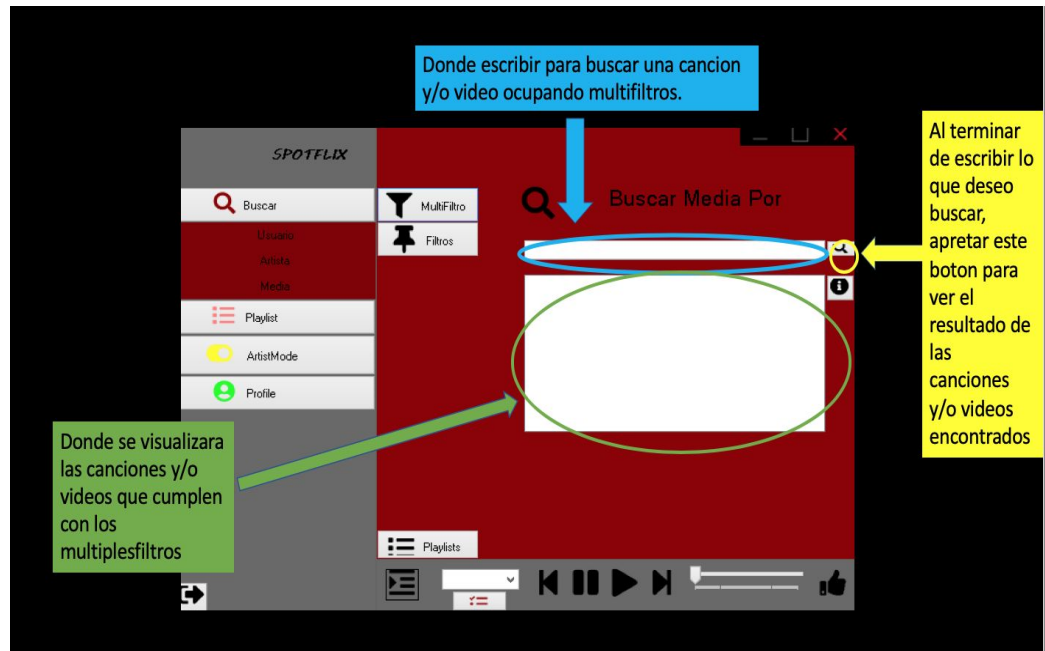 Donde escribir para buscar una cancion
y/o video ocupando multifiltros.
Al terminar
de escribir lo
que deseo
buscar,
apretar este
boton para
ver el
resultado de
las
canciones
y/o videos
encontrados
SPOTFLIX
Buscar
Usuario
Artista
Media
Playlist
ArtistMode
Profile
MultiFiltro
Filtros
Buscar Media Por
Donde se visualizara
las canciones y/o
videos que cumplen
con los
multiplesfiltros
Playlists